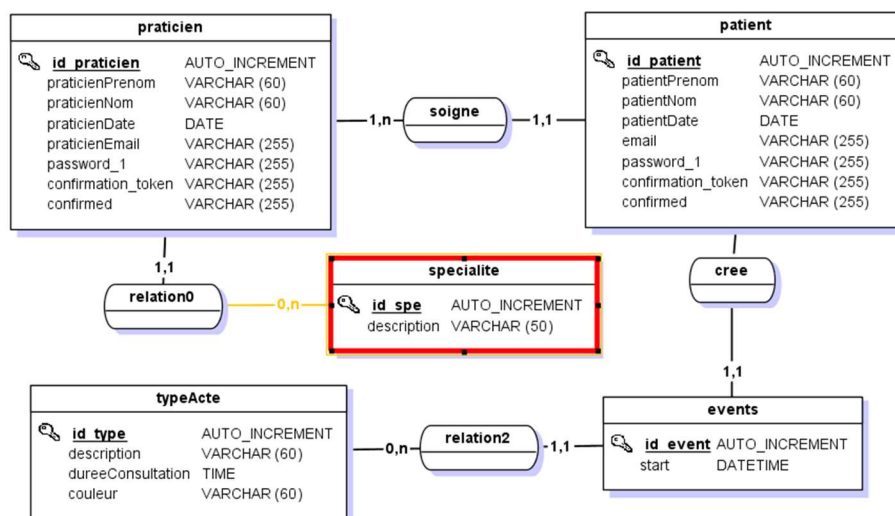 praticien
id_praticien AUTO_INCREMENT
praticienPrenom VARCHAR (60)
praticienNom VARCHAR (60)
praticienDate DATE
praticienEmail VARCHAR (255)
password_1 VARCHAR (255)
confirmation_token VARCHAR (255)
confirmed VARCHAR (255)
1,n
soigne
1,1
patient
id_patient AUTO_INCREMENT
patientPrenom VARCHAR (60)
patientNom VARCHAR (60)
patientDate DATE
email VARCHAR (255)
password_1 VARCHAR (255)
confirmation_token VARCHAR (255)
confirmed VARCHAR (255)
1,1
relation0
0,n
specialite
id_spe AUTO_INCREMENT
description VARCHAR (50)
cree
1,1
typeActe
id_type AUTO_INCREMENT
description VARCHAR (60)
dureeConsultation TIME
couleur VARCHAR (60)
0,n
relation2
1,1
events
id_event AUTO_INCREMENT
start DATETIME